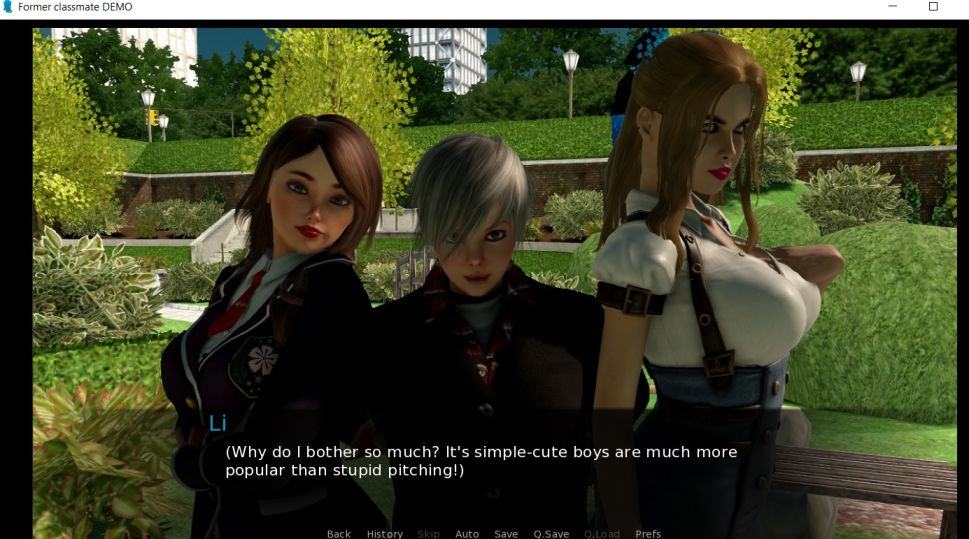 Former classmate DEMO
Li
(Why do I bother so much? It's simple-cute boys are much more
popular than stupid pitching!)
Back History Skip Auto Save Q.Save Q.Load Prefs